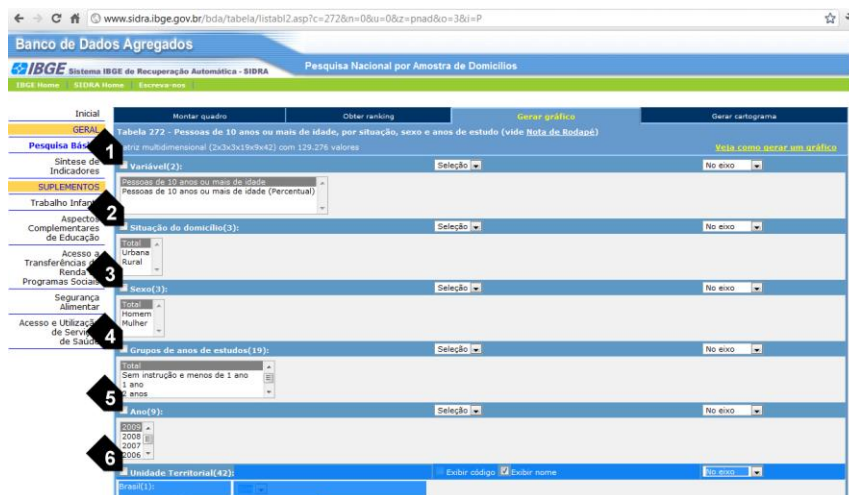 www.sidra.ibge.gov.br/bda/tabela/listabl2.asp?c=272&n=0&u=0&z=pnad&o=3&i=P
Banco de Dados Agregados
IBGE Sistema IBGE de Recuperação Automática - SIDRA
Pesquisa Nacional por Amostra de Domicílios
IBGE Home SIDRA Home Escreva-nos
Inicial
GERAL
Pesquisa Básica
Síntese de
Indicadores
SUPLEMENTOS
Trabalho Infantil
Aspectos
Complementares
de Educação
Acesso a
Transferências de
Renda
Programas Sociais
Segurança
Alimentar
Acesso e Utilização
de Serviços
de Saúde
Montar quadro Obter ranking Gerar gráfico Gerar cartograma
Tabela 272 - Pessoas de 10 anos ou mais de idade, por situação, sexo e anos de estudo (vide Nota de Rodapé)
atriz multidimensional (2x3x3x19x9x42) com 129.276 valores Veja como gerar um gráfico
1
Variável(2): Seleção No eixo
Pessoas de 10 anos ou mais de idade
Pessoas de 10 anos ou mais de idade (Percentual)
2
Situação do domicílio(3): Seleção No eixo
Total
Urbana
Rural
3
Sexo(3): Seleção No eixo
Total
Homem
Mulher
4
Grupos de anos de estudos(19): Seleção No eixo
Total
Sem instrução e menos de 1 ano
1 ano
2 anos
5
Ano(9): Seleção No eixo
2009
2008
2007
2006
6
Unidade Territorial(42): Exibir código Exibir nome No eixo
Brasil(1):